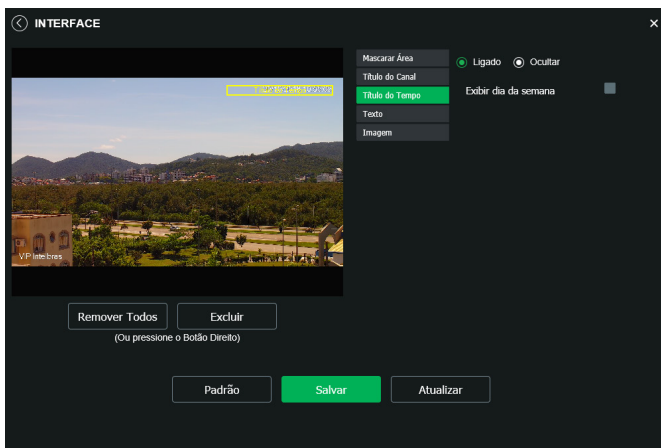 INTERFACE
Mascarar Área
Título do Canal
Título do Tempo
Texto
Imagem
Ligado
Ocultar
Exibir dia da semana
VIP Intelbras
Remover Todos
Excluir
(Ou pressione o Botão Direito)
Padrão
Salvar
Atualizar